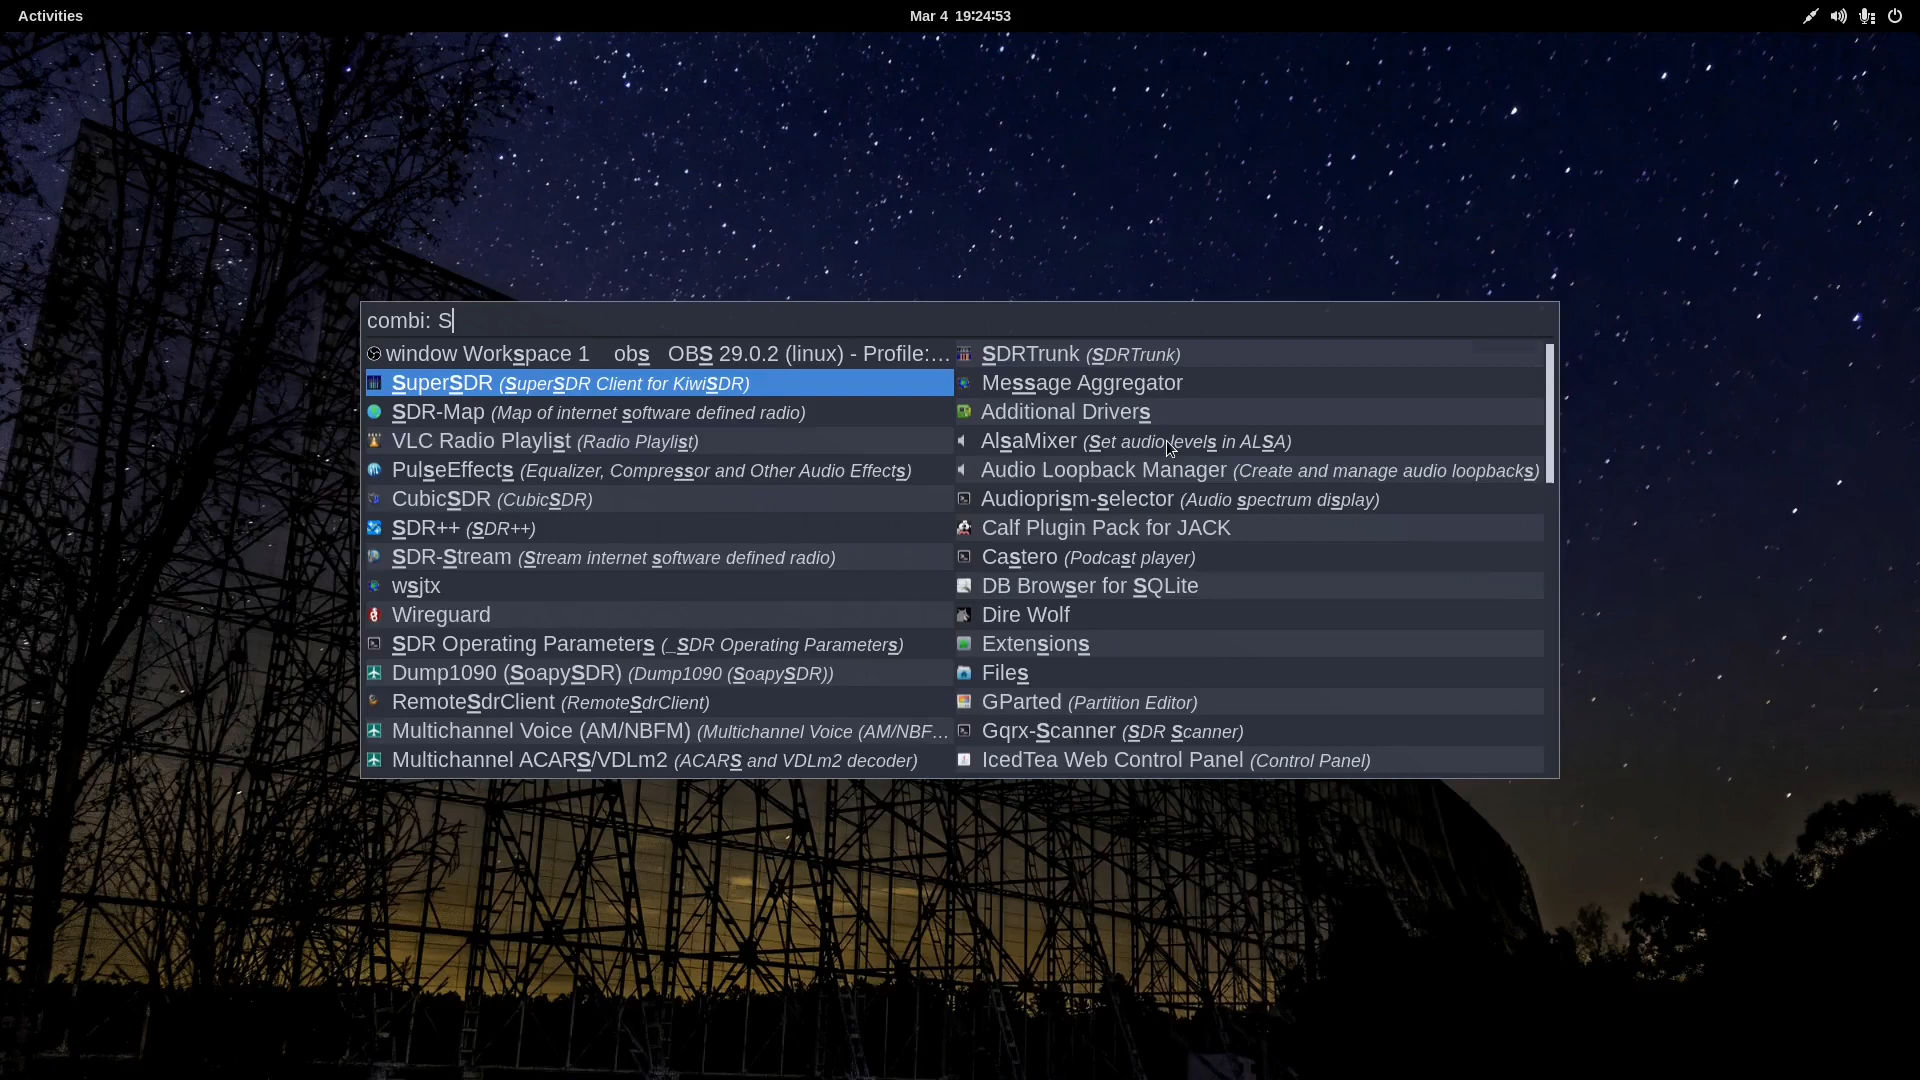 Activities
Mar 4 19:24:53
combi: S
window Workspace 1 obs OBS 29.0.2 (linux) - Profile:...
SuperSDR (SuperSDR Client for KiwiSDR)
SDR-Map (Map of internet software defined radio)
VLC Radio Playlist (Radio Playlist)
PulseEffects (Equalizer, Compressor and Other Audio Effects)
CubicSDR (CubicSDR)
SDR++ (SDR++)
SDR-Stream (Stream internet software defined radio)
wsjtx
Wireguard
SDR Operating Parameters (_SDR Operating Parameters)
Dump1090 (SoapySDR) (Dump1090 (SoapySDR))
RemoteSdrClient (RemoteSdrClient)
Multichannel Voice (AM/NBFM) (Multichannel Voice (AM/NBF...
Multichannel ACARS/VDLm2 (ACARS and VDLm2 decoder)
SDRTrunk (SDRTrunk)
Message Aggregator
Additional Drivers
AlsaMixer (Set audio levels in ALSA)
Audio Loopback Manager (Create and manage audio loopbacks)
Audioprism-selector (Audio spectrum display)
Calf Plugin Pack for JACK
Castero (Podcast player)
DB Browser for SQLite
Dire Wolf
Extensions
Files
GParted (Partition Editor)
Gqrx-Scanner (SDR Scanner)
IcedTea Web Control Panel (Control Panel)